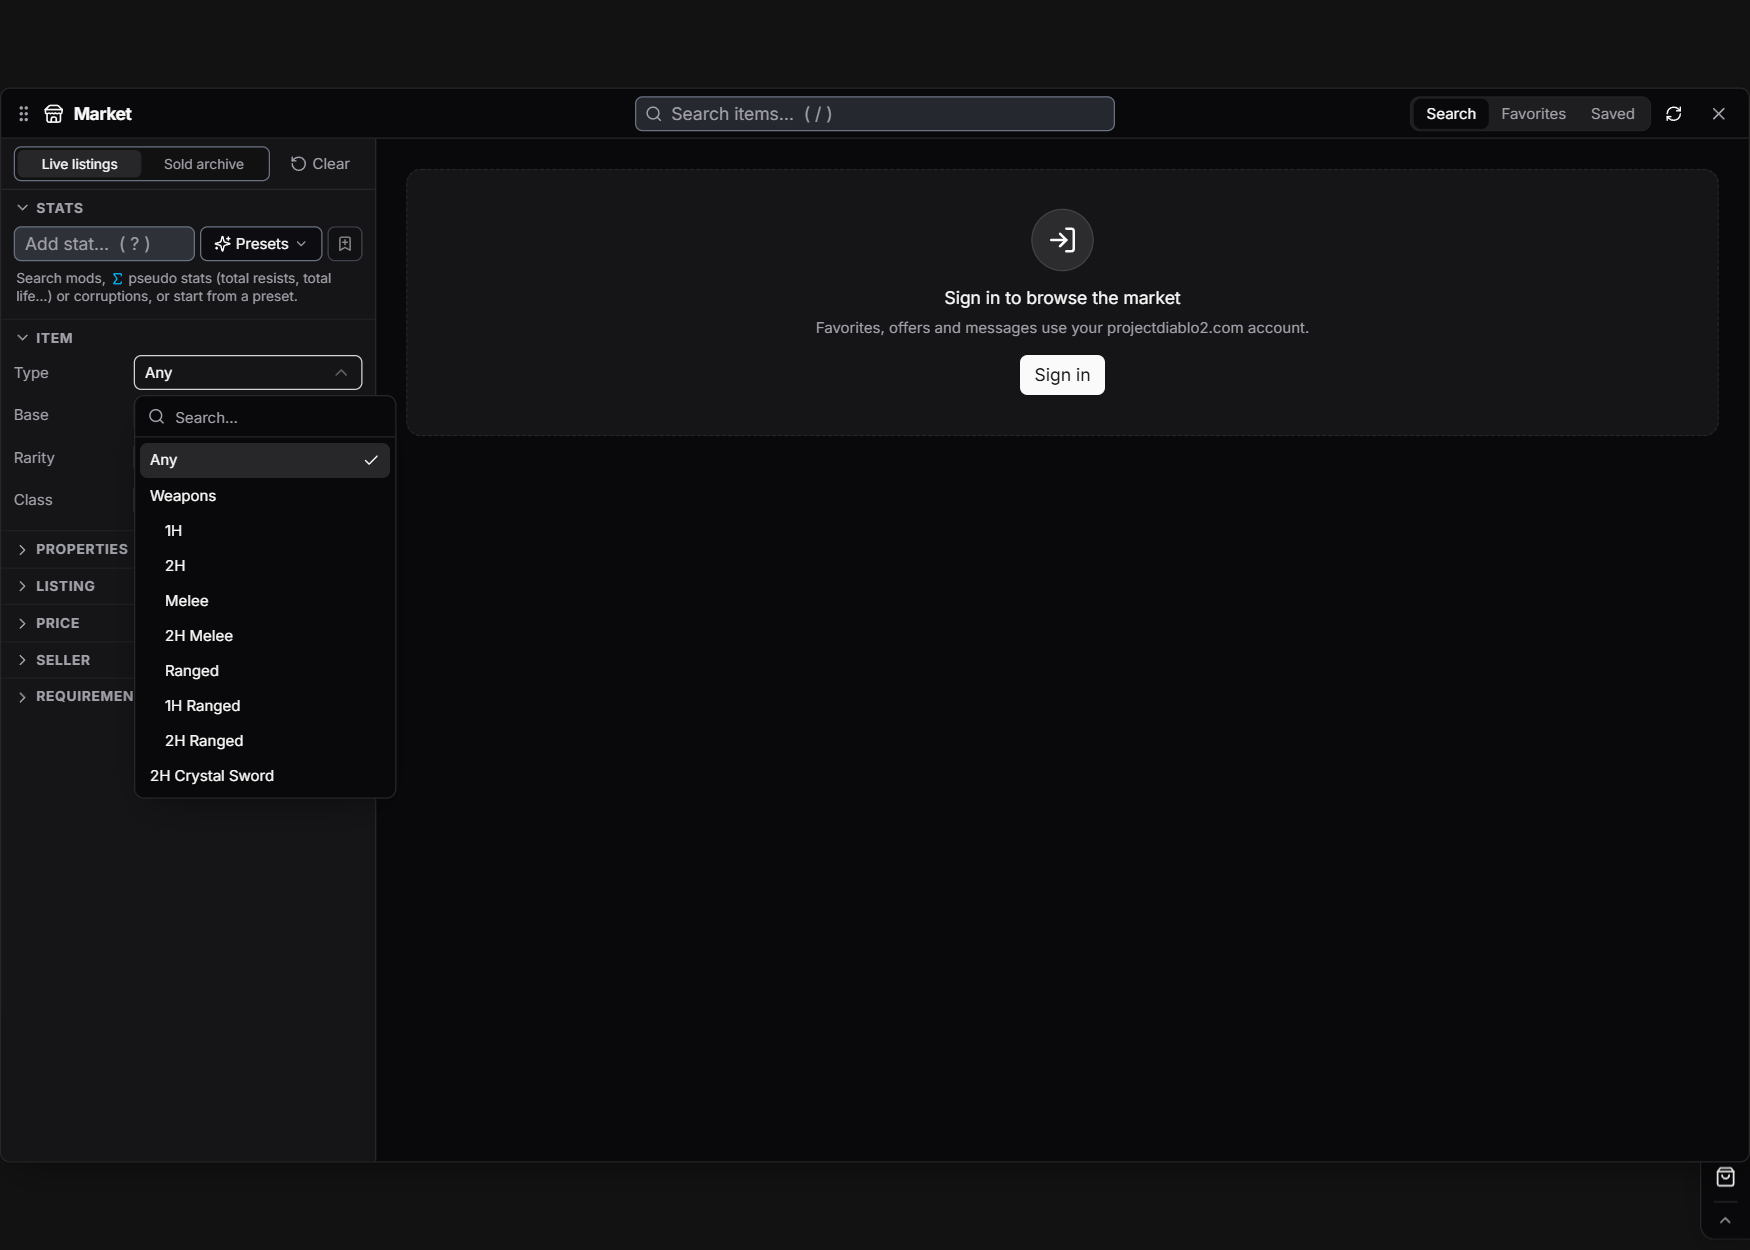 Market
Search items... ( / )
Search Favorites Saved
Live listings Sold archive Clear
STATS
Add stat... ( ? ) Presets
Search mods, Σ pseudo stats (total resists, total
life...) or corruptions, or start from a preset.
ITEM
Type Any
Base
Rarity
Class
Search...
Any
Weapons
1H
2H
Melee
2H Melee
Ranged
1H Ranged
2H Ranged
2H Crystal Sword
PROPERTIES
LISTING
PRICE
SELLER
REQUIREMEN
Sign in to browse the market
Favorites, offers and messages use your projectdiablo2.com account.
Sign in